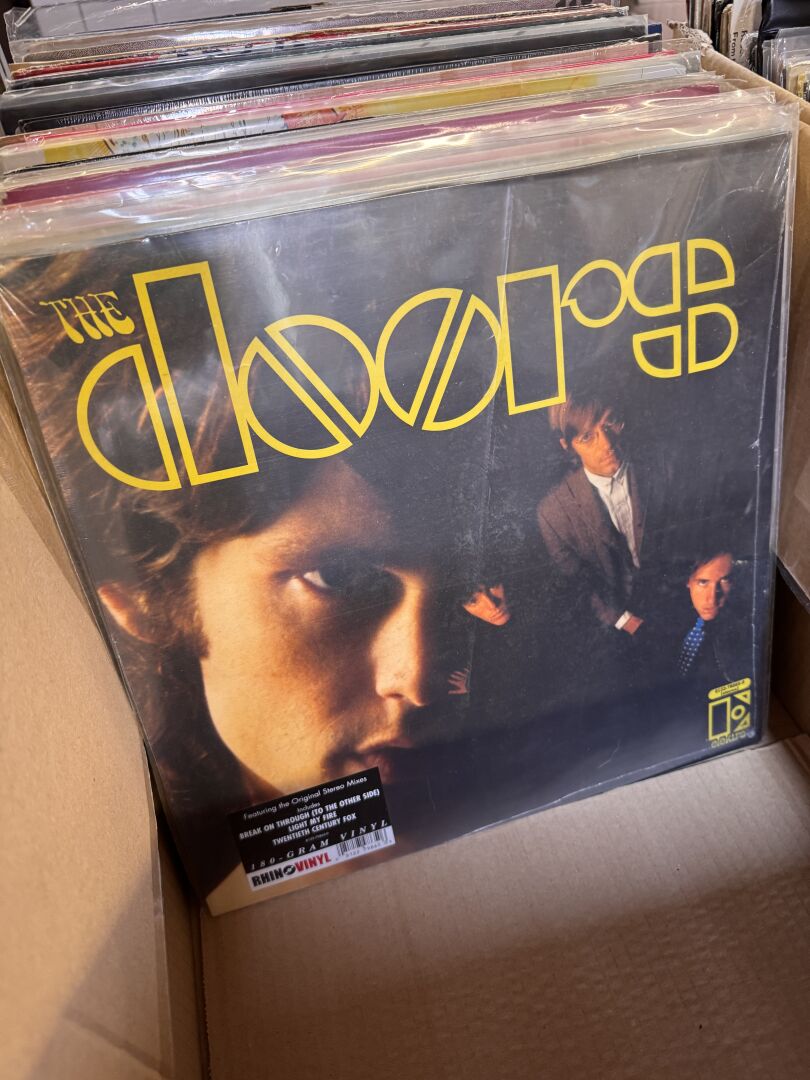 THE
doors
Featuring the Original Stereo Mixes
Includes
BREAK ON THROUGH (TO THE OTHER SIDE)
LIGHT MY FIRE
TWENTIETH CENTURY FOX
180-GRAM VINYL
RHINO VINYL
From